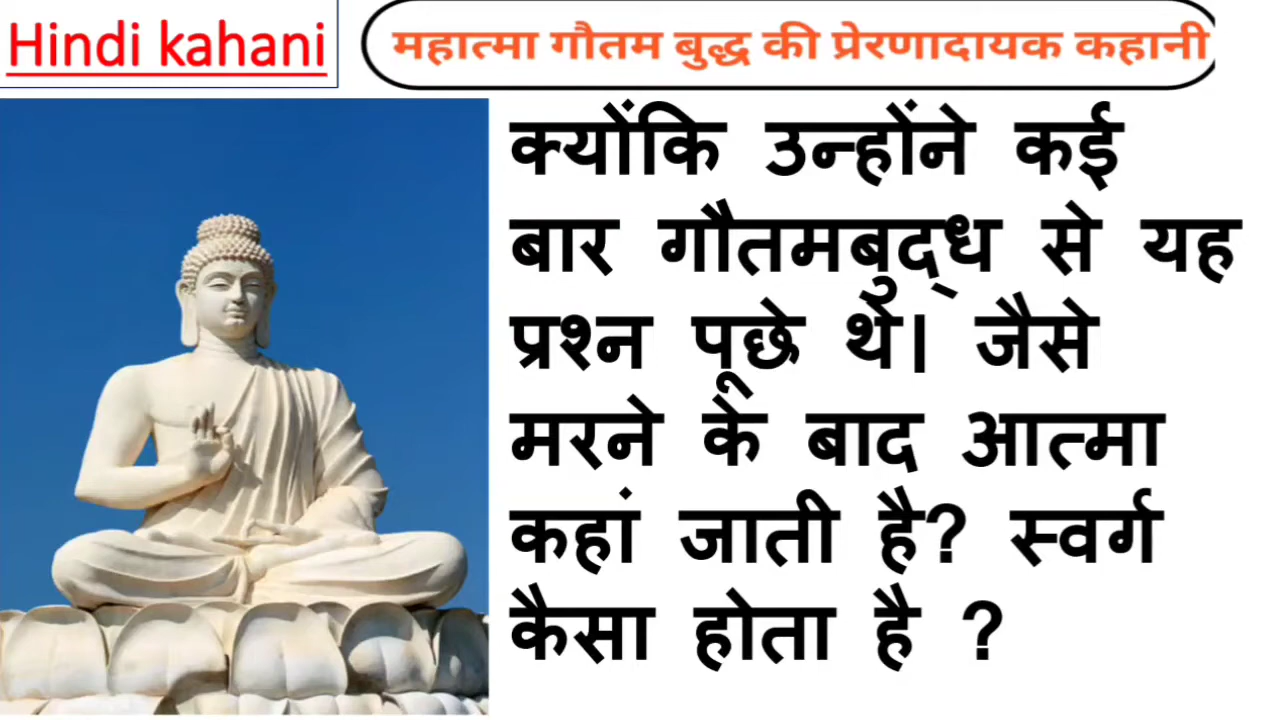 Hindi kahani
महात्मा गौतम बुद्ध की प्रेरणादायक कहानी
क्योंकि उन्होंने कई
बार गौतमबुद्ध से यह
प्रश्न पूछे थे। जैसे
मरने के बाद आत्मा
कहां जाती है? स्वर्ग
कैसा होता है ?